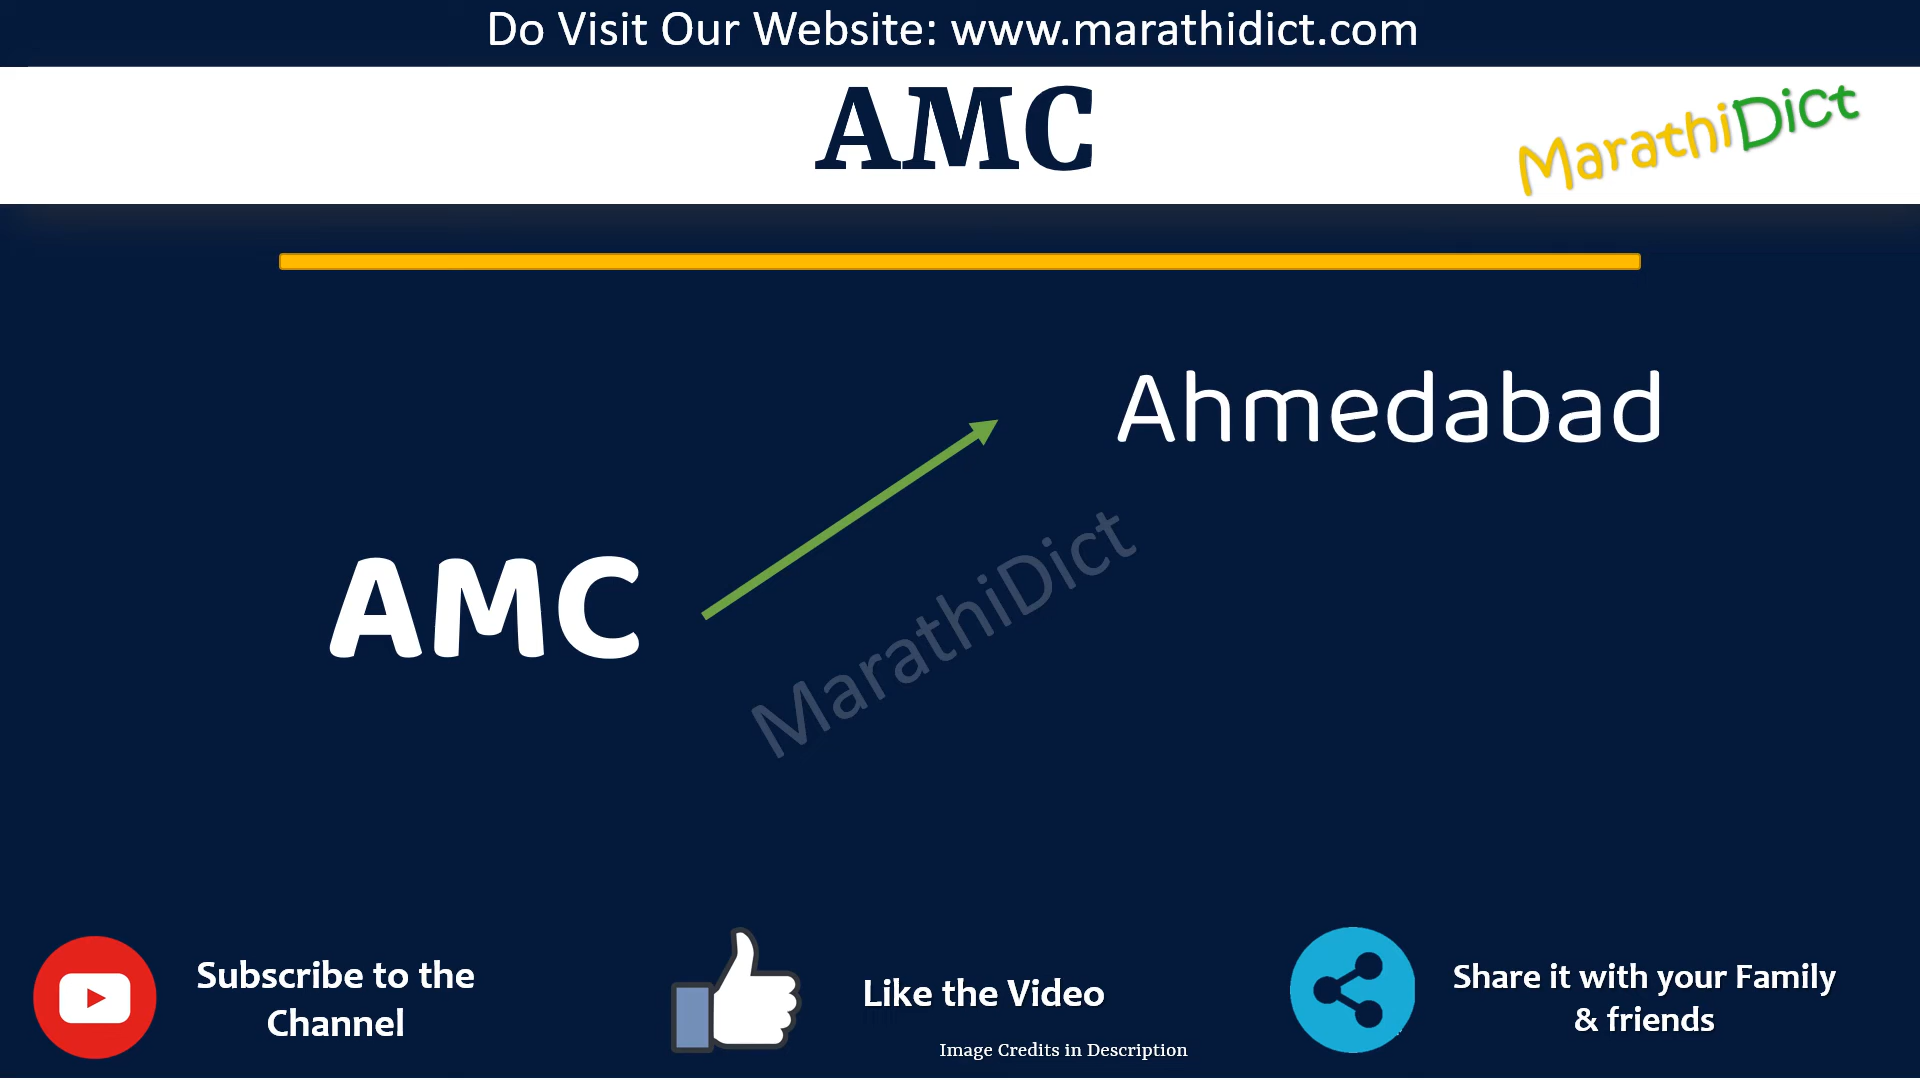 Do Visit Our Website: www.marathidict.com
AMC
MarathiDict
Ahmedabad
AMC
MarathiDict
Subscribe to the
Channel
Like the Video
Share it with your Family
& friends
Image Credits in Description